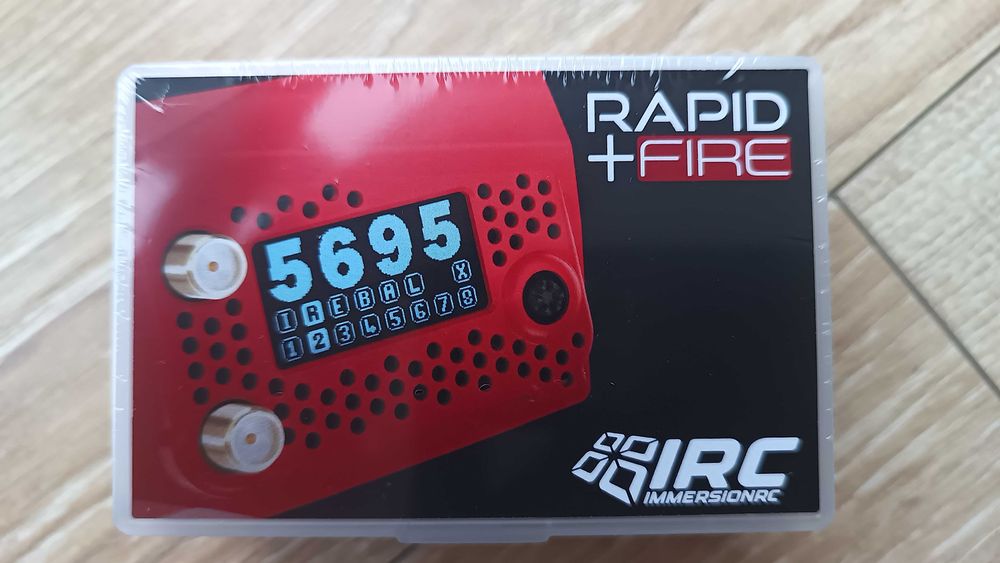 RAPID
+FIRE
5695
I R E B A L X
1 2 3 4 5 6 7 8
IRC
IMMERSIONRC